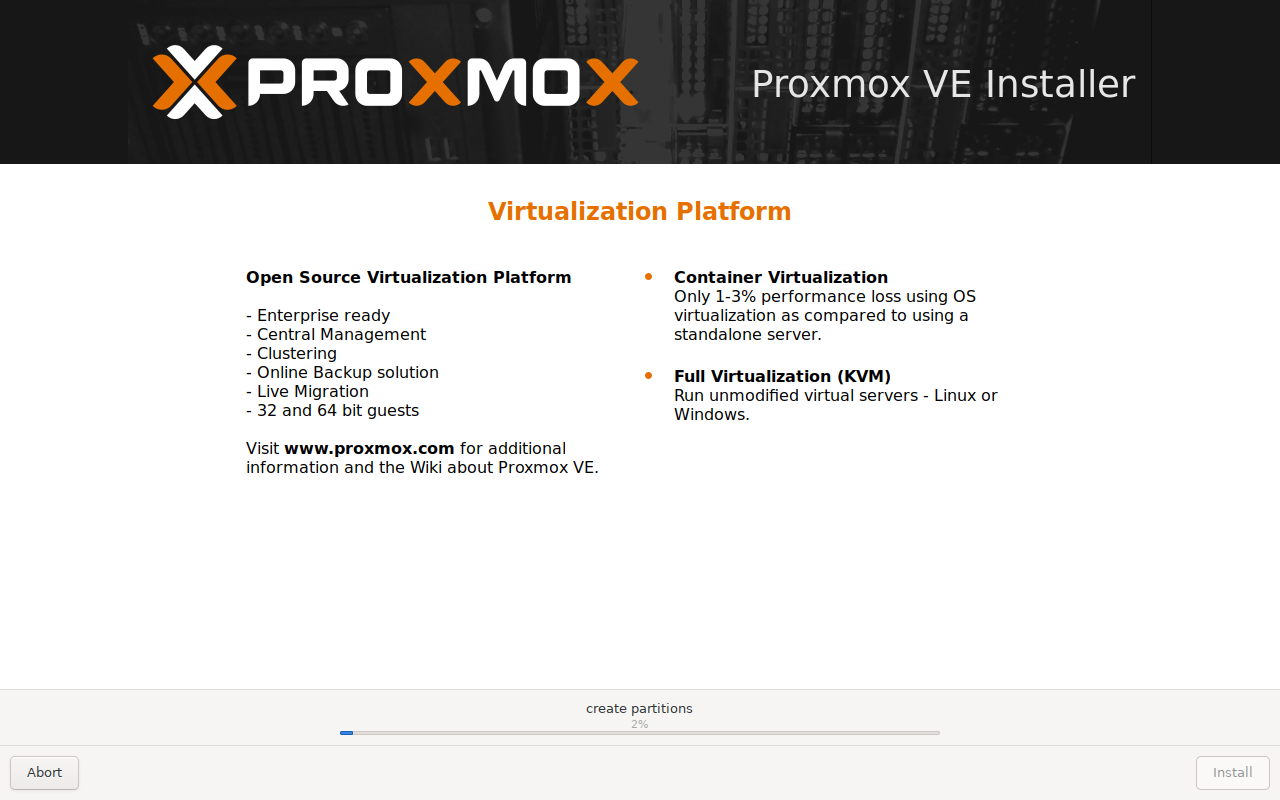 PROXMOX
Proxmox VE Installer
Virtualization Platform
Open Source Virtualization Platform
- Enterprise ready
- Central Management
- Clustering
- Online Backup solution
- Live Migration
- 32 and 64 bit guests
Visit www.proxmox.com for additional
information and the Wiki about Proxmox VE.
• Container Virtualization
Only 1-3% performance loss using OS
virtualization as compared to using a
standalone server.
• Full Virtualization (KVM)
Run unmodified virtual servers - Linux or
Windows.
create partitions
2%
Abort
Install